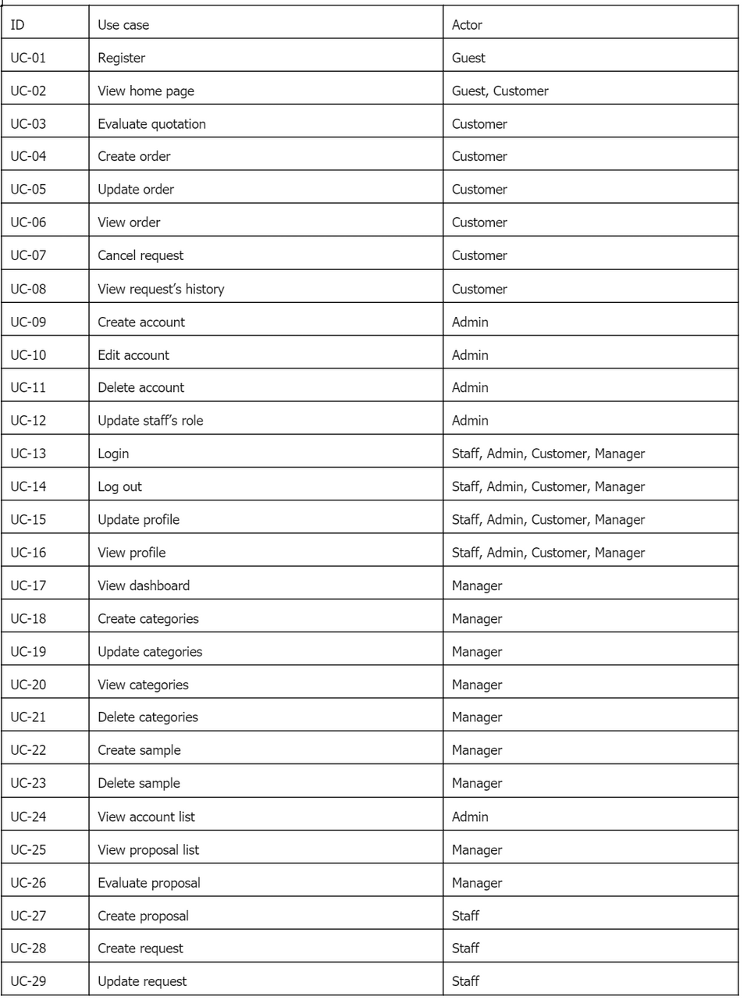 ID Use case Actor
UC-01 Register Guest
UC-02 View home page Guest, Customer
UC-03 Evaluate quotation Customer
UC-04 Create order Customer
UC-05 Update order Customer
UC-06 View order Customer
UC-07 Cancel request Customer
UC-08 View request’s history Customer
UC-09 Create account Admin
UC-10 Edit account Admin
UC-11 Delete account Admin
UC-12 Update staff’s role Admin
UC-13 Login Staff, Admin, Customer, Manager
UC-14 Log out Staff, Admin, Customer, Manager
UC-15 Update profile Staff, Admin, Customer, Manager
UC-16 View profile Staff, Admin, Customer, Manager
UC-17 View dashboard Manager
UC-18 Create categories Manager
UC-19 Update categories Manager
UC-20 View categories Manager
UC-21 Delete categories Manager
UC-22 Create sample Manager
UC-23 Delete sample Manager
UC-24 View account list Admin
UC-25 View proposal list Manager
UC-26 Evaluate proposal Manager
UC-27 Create proposal Staff
UC-28 Create request Staff
UC-29 Update request Staff